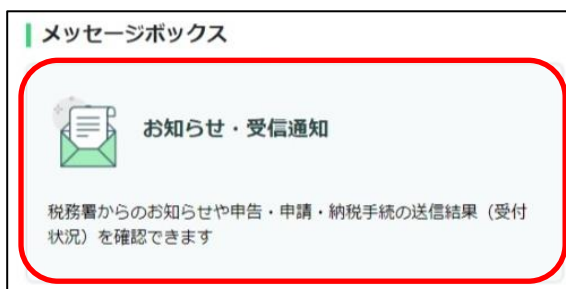 メッセージボックス
お知らせ・受信通知
税務署からのお知らせや申告・申請・納税手続の送信結果（受付
状況）を確認できます